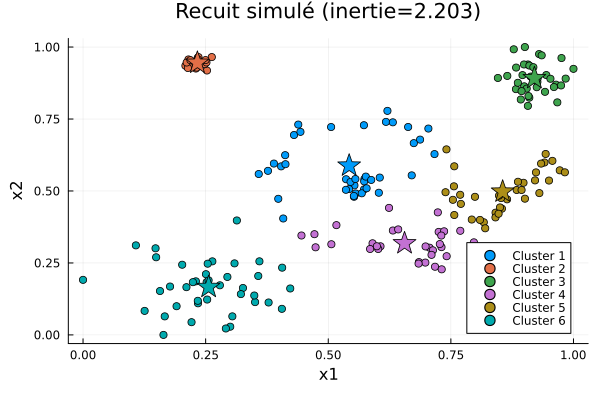 Recuit simulé (inertie=2.203)
x2
1.00
0.75
0.50
0.25
0.00
Cluster 1
Cluster 2
Cluster 3
Cluster 4
Cluster 5
Cluster 6
0.00 0.25 0.50 0.75 1.00
x1